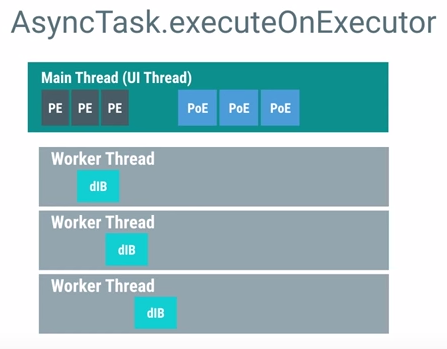 AsyncTask.executeOnExecutor
Main Thread (UI Thread)
PE PE PE PoE PoE PoE
Worker Thread
dIB
Worker Thread
dIB
Worker Thread
dIB